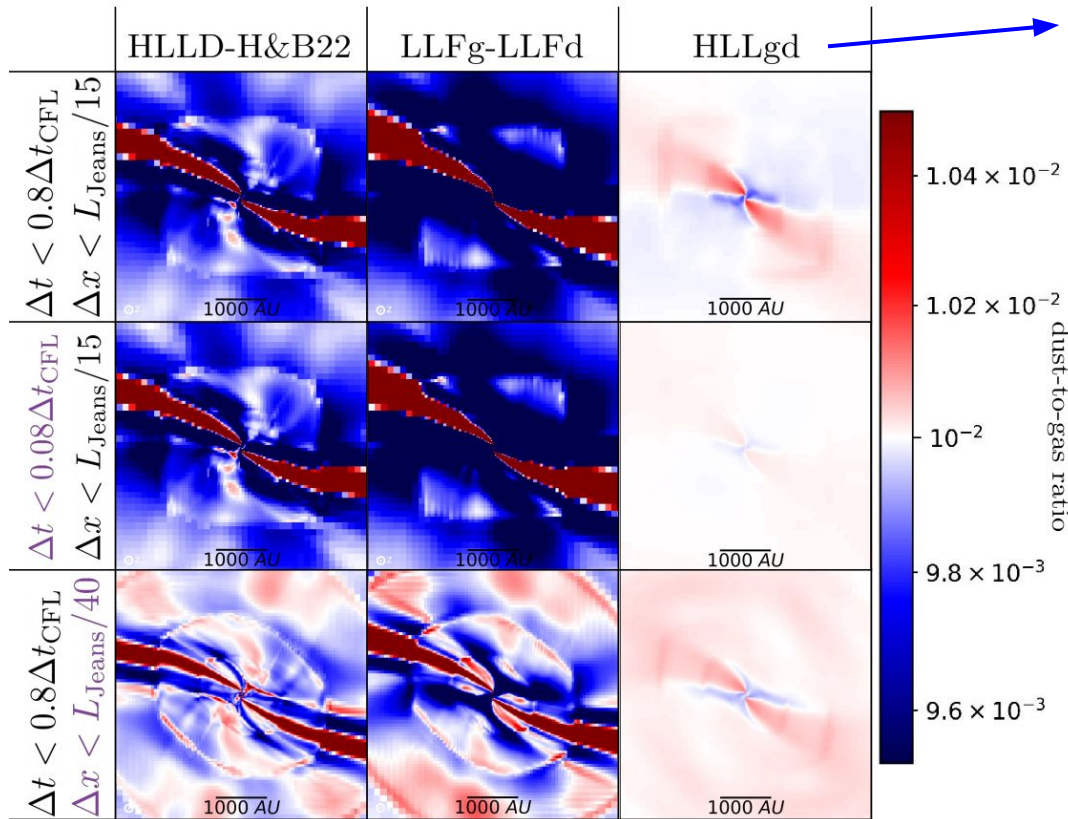 HLLD-H&B22 LLFg-LLFd HLLgd
Δt < 0.8Δt_CFL
Δx < L_Jeans/15
1000 AU 1000 AU 1000 AU
⊙z
Δt < 0.08Δt_CFL
Δx < L_Jeans/15
1000 AU 1000 AU 1000 AU
⊙z
Δt < 0.8Δt_CFL
Δx < L_Jeans/40
1000 AU 1000 AU 1000 AU
1.04 × 10⁻²
1.02 × 10⁻²
10⁻²
9.8 × 10⁻³
9.6 × 10⁻³
dust-to-gas ratio